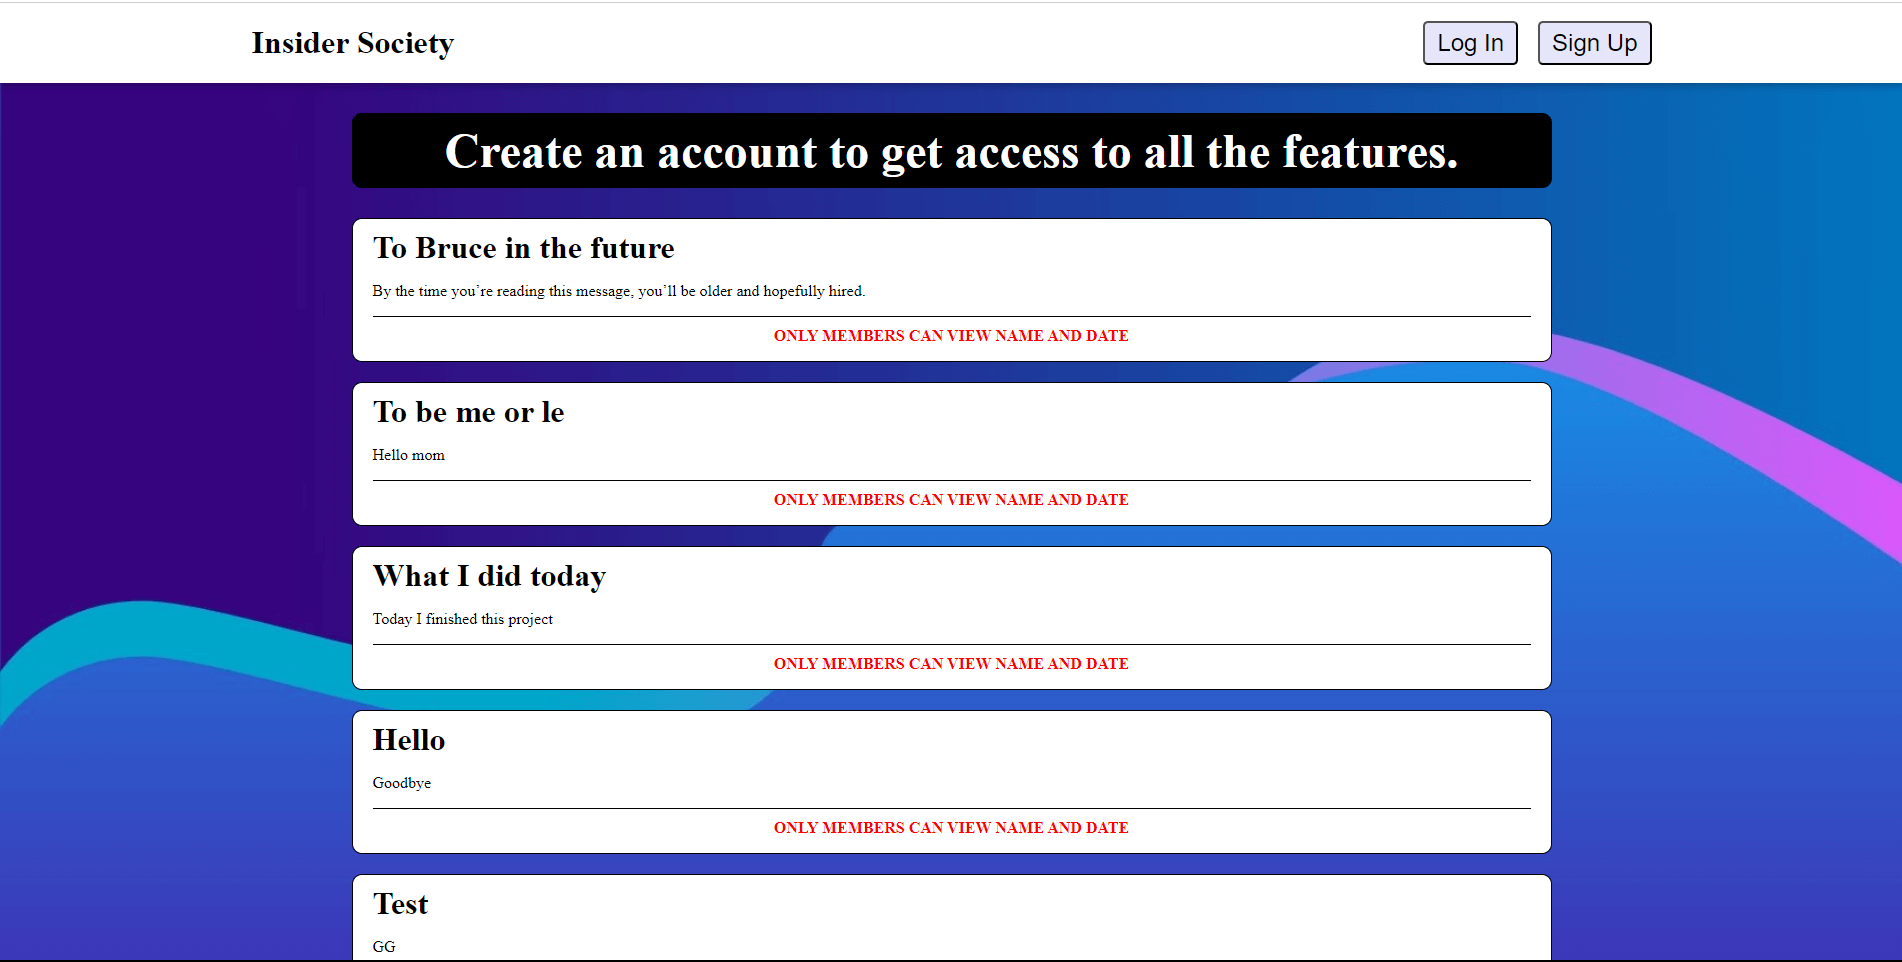 Insider Society
Log In
Sign Up
Create an account to get access to all the features.
To Bruce in the future
By the time you’re reading this message, you’ll be older and hopefully hired.
ONLY MEMBERS CAN VIEW NAME AND DATE
To be me or le
Hello mom
ONLY MEMBERS CAN VIEW NAME AND DATE
What I did today
Today I finished this project
ONLY MEMBERS CAN VIEW NAME AND DATE
Hello
Goodbye
ONLY MEMBERS CAN VIEW NAME AND DATE
Test
GG